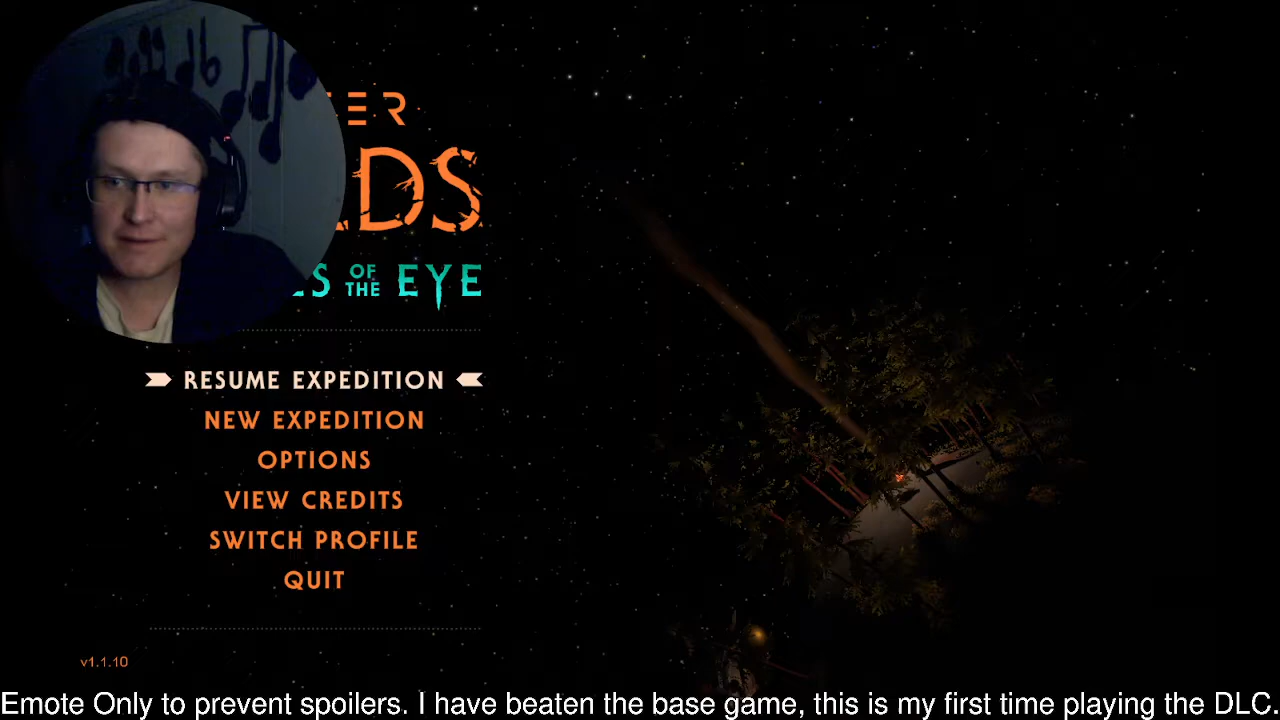 ER
DS
S OF THE EYE
RESUME EXPEDITION
NEW EXPEDITION
OPTIONS
VIEW CREDITS
SWITCH PROFILE
QUIT
v1.1.10
Emote Only to prevent spoilers. I have beaten the base game, this is my first time playing the DLC.